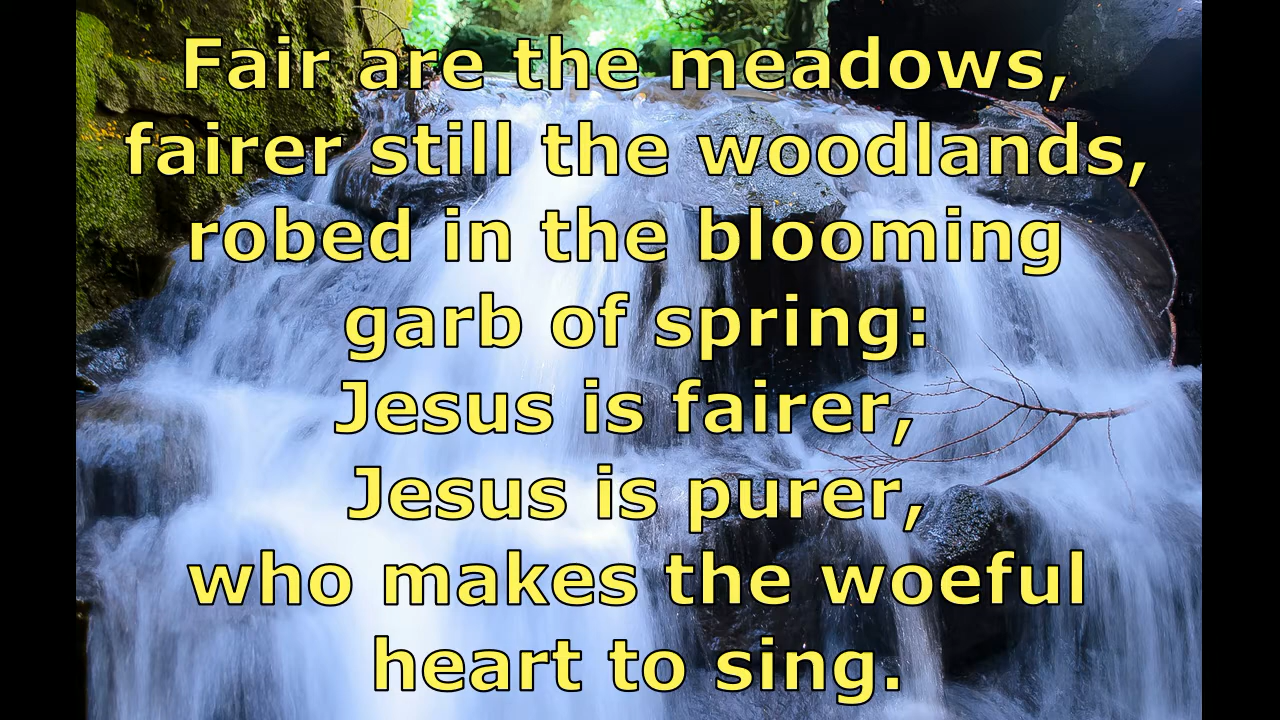 Fair are the meadows,
fairer still the woodlands,
robed in the blooming
garb of spring:
Jesus is fairer,
Jesus is purer,
who makes the woeful
heart to sing.